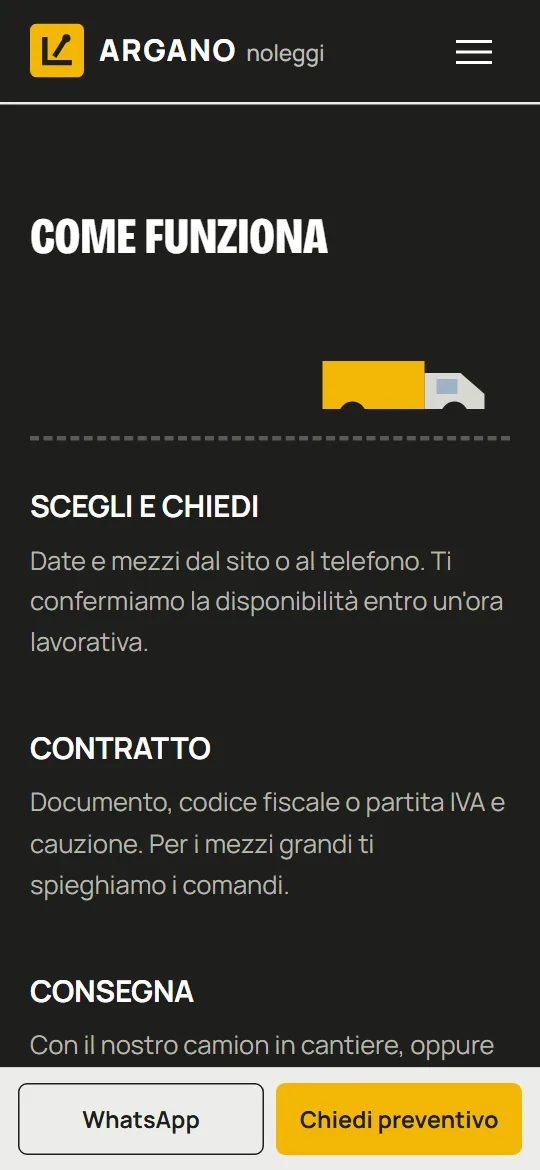 ARGANO noleggi
COME FUNZIONA
SCEGLI E CHIEDI
Date e mezzi dal sito o al telefono. Ti
confermiamo la disponibilità entro un'ora
lavorativa.
CONTRATTO
Documento, codice fiscale o partita IVA e
cauzione. Per i mezzi grandi ti
spieghiamo i comandi.
CONSEGNA
Con il nostro camion in cantiere, oppure
WhatsApp
Chiedi preventivo